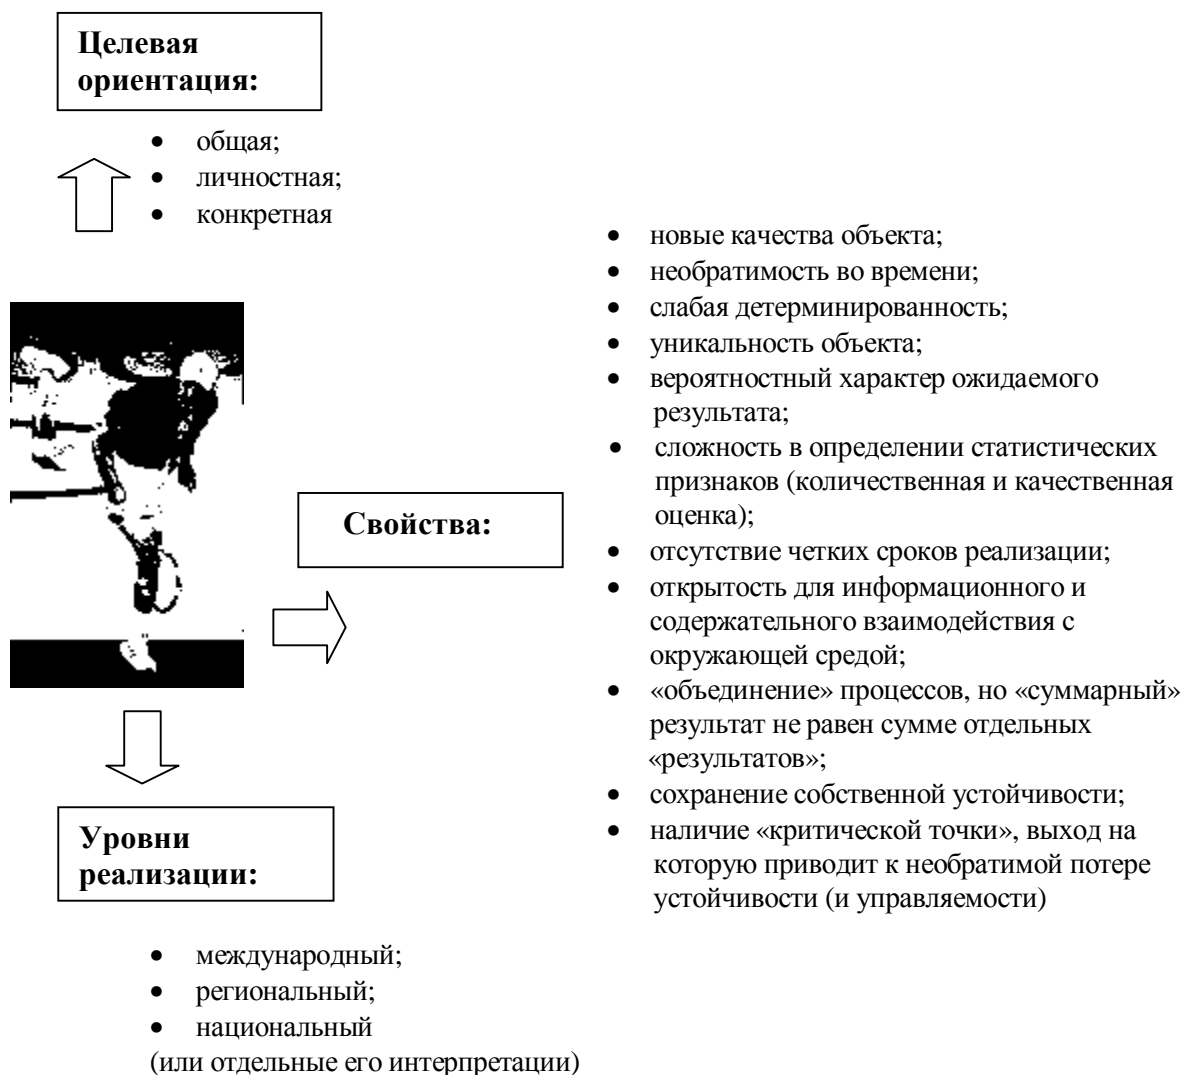 Целевая
ориентация:
• общая;
• личностная;
• конкретная
Свойства:
• новые качества объекта;
• необратимость во времени;
• слабая детерминированность;
• уникальность объекта;
• вероятностный характер ожидаемого
результата;
• сложность в определении статистических
признаков (количественная и качественная
оценка);
• отсутствие четких сроков реализации;
• открытость для информационного и
содержательного взаимодействия с
окружающей средой;
• «объединение» процессов, но «суммарный»
результат не равен сумме отдельных
«результатов»;
• сохранение собственной устойчивости;
• наличие «критической точки», выход на
которую приводит к необратимой потере
устойчивости (и управляемости)
Уровни
реализации:
• международный;
• региональный;
• национальный
(или отдельные его интерпретации)